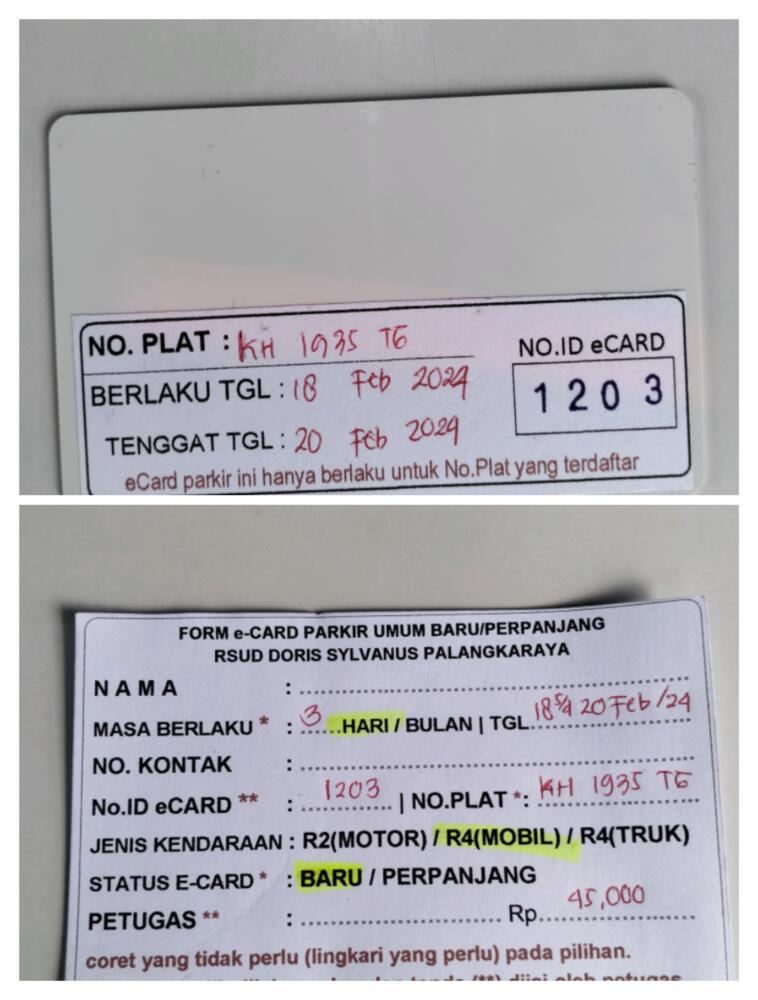 NO. PLAT : KH 1935 TG
BERLAKU TGL : 18 Feb 2024
TENGGAT TGL : 20 Feb 2024
NO.ID eCARD
1203
eCard parkir ini hanya berlaku untuk No.Plat yang terdaftar
FORM e-CARD PARKIR UMUM BARU/PERPANJANG
RSUD DORIS SYLVANUS PALANGKARAYA
NAMA : ........................................
MASA BERLAKU * : 3 ....HARI / BULAN | TGL. 18 S/d 20 Feb /24
NO. KONTAK : ........................................
No.ID eCARD ** : 1203 | NO.PLAT *: KH 1935 TG
JENIS KENDARAAN : R2(MOTOR) / R4(MOBIL) / R4(TRUK)
STATUS E-CARD * : BARU / PERPANJANG
PETUGAS ** : .............................. Rp. 45,000
coret yang tidak perlu (lingkari yang perlu) pada pilihan.